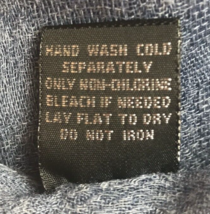 HAND WASH COLD
SEPARATELY
ONLY NON-CHLORINE
BLEACH IF NEEDED
LAY FLAT TO DRY
DO NOT IRON